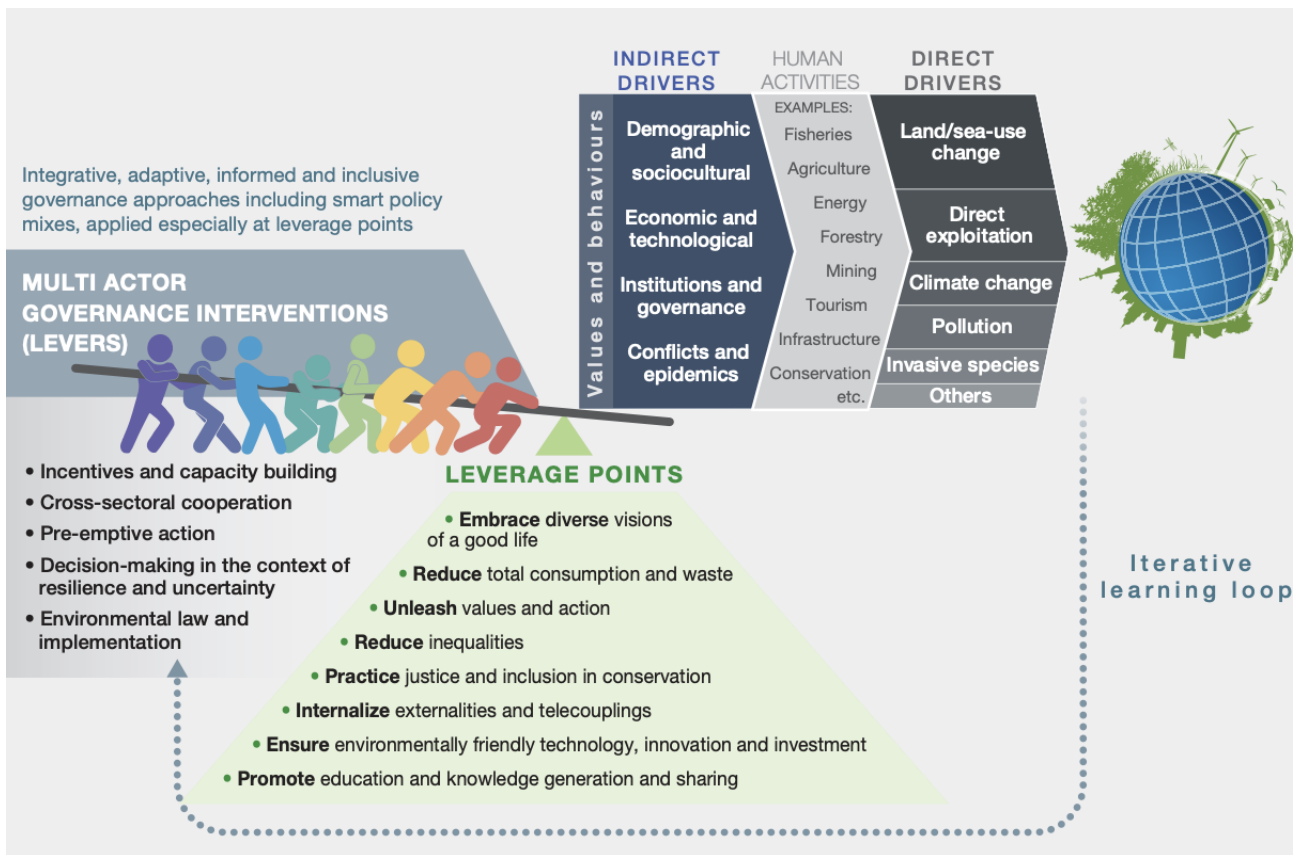 INDIRECT
DRIVERS
HUMAN
ACTIVITIES
DIRECT
DRIVERS
Values and behaviours
Demographic
and
sociocultural
Economic and
technological
Institutions and
governance
Conflicts and
epidemics
EXAMPLES:
Fisheries
Agriculture
Energy
Forestry
Mining
Tourism
Infrastructure
Conservation
etc.
Land/sea-use
change
Direct
exploitation
Climate change
Pollution
Invasive species
Others
Integrative, adaptive, informed and inclusive
governance approaches including smart policy
mixes, applied especially at leverage points
MULTI ACTOR
GOVERNANCE INTERVENTIONS
(LEVERS)
• Incentives and capacity building
• Cross-sectoral cooperation
• Pre-emptive action
• Decision-making in the context of
resilience and uncertainty
• Environmental law and
implementation
LEVERAGE POINTS
• Embrace diverse visions
of a good life
• Reduce total consumption and waste
• Unleash values and action
• Reduce inequalities
• Practice justice and inclusion in conservation
• Internalize externalities and telecouplings
• Ensure environmentally friendly technology, innovation and investment
• Promote education and knowledge generation and sharing
Iterative
learning loop